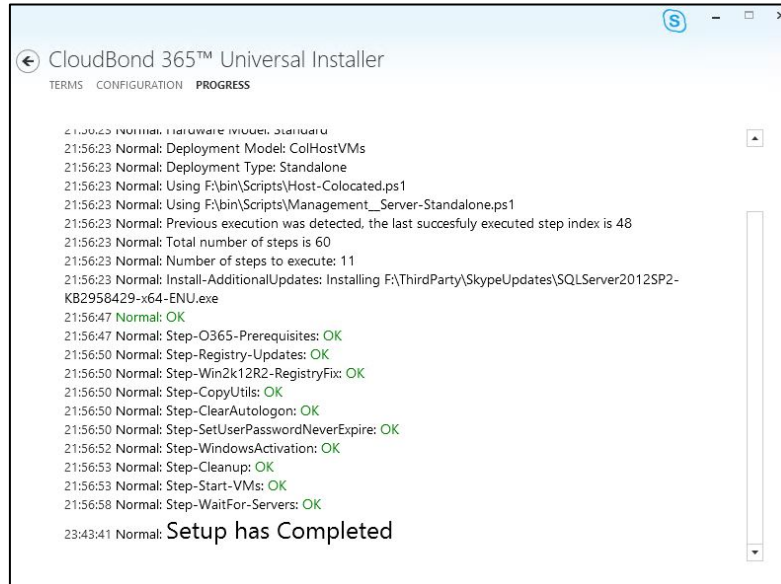 CloudBond 365™ Universal Installer
TERMS CONFIGURATION PROGRESS
21:56:23 Normal: Hardware Model: Standard
21:56:23 Normal: Deployment Model: ColHostVMs
21:56:23 Normal: Deployment Type: Standalone
21:56:23 Normal: Using F:\bin\Scripts\Host-Colocated.ps1
21:56:23 Normal: Using F:\bin\Scripts\Management__Server-Standalone.ps1
21:56:23 Normal: Previous execution was detected, the last succesfuly executed step index is 48
21:56:23 Normal: Total number of steps is 60
21:56:23 Normal: Number of steps to execute: 11
21:56:23 Normal: Install-AdditionalUpdates: Installing F:\ThirdParty\SkypeUpdates\SQLServer2012SP2-
KB2958429-x64-ENU.exe
21:56:47 Normal: OK
21:56:47 Normal: Step-O365-Prerequisites: OK
21:56:50 Normal: Step-Registry-Updates: OK
21:56:50 Normal: Step-Win2k12R2-RegistryFix: OK
21:56:50 Normal: Step-CopyUtils: OK
21:56:50 Normal: Step-ClearAutologon: OK
21:56:50 Normal: Step-SetUserPasswordNeverExpire: OK
21:56:52 Normal: Step-WindowsActivation: OK
21:56:53 Normal: Step-Cleanup: OK
21:56:53 Normal: Step-Start-VMs: OK
21:56:58 Normal: Step-WaitFor-Servers: OK
23:43:41 Normal: Setup has Completed